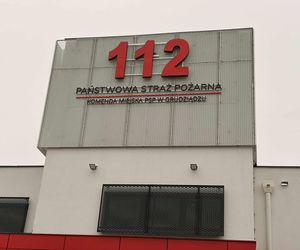 112
PAŃSTWOWA STRAŻ POŻARNA
KOMENDA MIEJSKA PSP W GRUDZIĄDZU